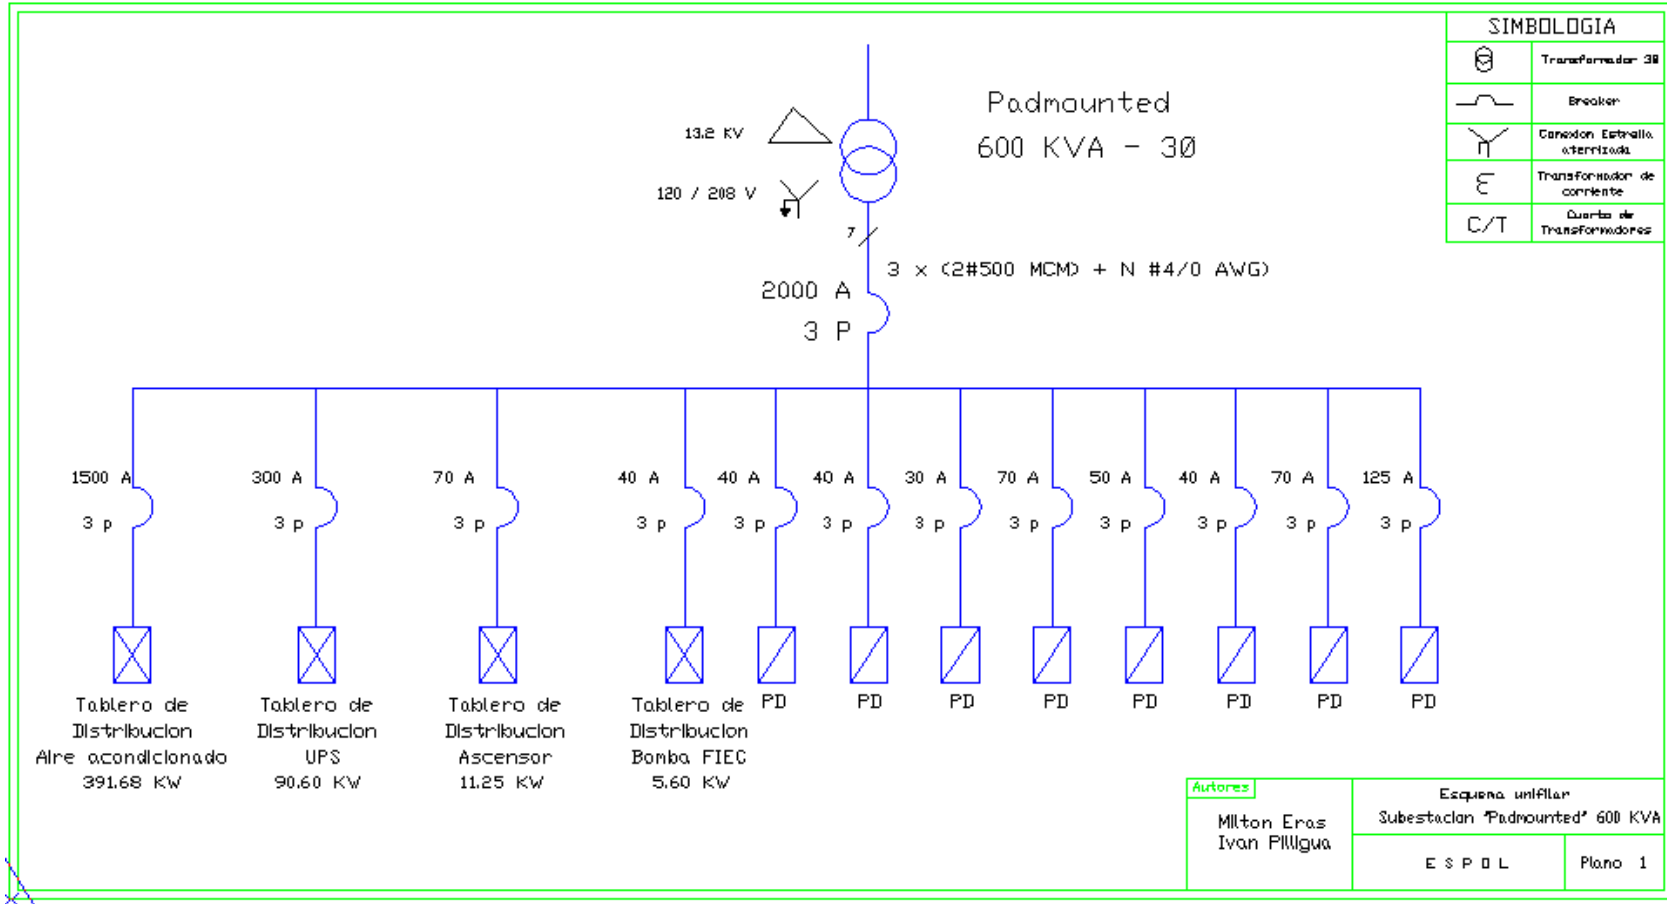 SIMBOLOGIA
Transformador 3Ø
Breaker
Conexion Estrella
aterrizada
Transformador de
corriente
C/T
Cuarto de
Transformadores
Padmounted
600 KVA - 3Ø
13.2 KV
120 / 208 V
7
3 x (2#500 MCM) + N #4/0 AWG)
2000 A
3 P
1500 A
3 p
300 A
3 p
70 A
3 p
40 A
3 p
40 A
3 p
40 A
3 p
30 A
3 p
70 A
3 p
50 A
3 p
40 A
3 p
70 A
3 p
125 A
3 p
Tablero de
Distribucion
Aire acondicionado
391.68 KW
Tablero de
Distribucion
UPS
90.60 KW
Tablero de
Distribucion
Ascensor
11.25 KW
Tablero de
Distribucion
Bomba FIEC
5.60 KW
PD
PD
PD
PD
PD
PD
PD
PD
Autores
Milton Eras
Ivan Pilligua
Esquema unifilar
Subestacion "Padmounted" 600 KVA
E S P O L
Plano 1